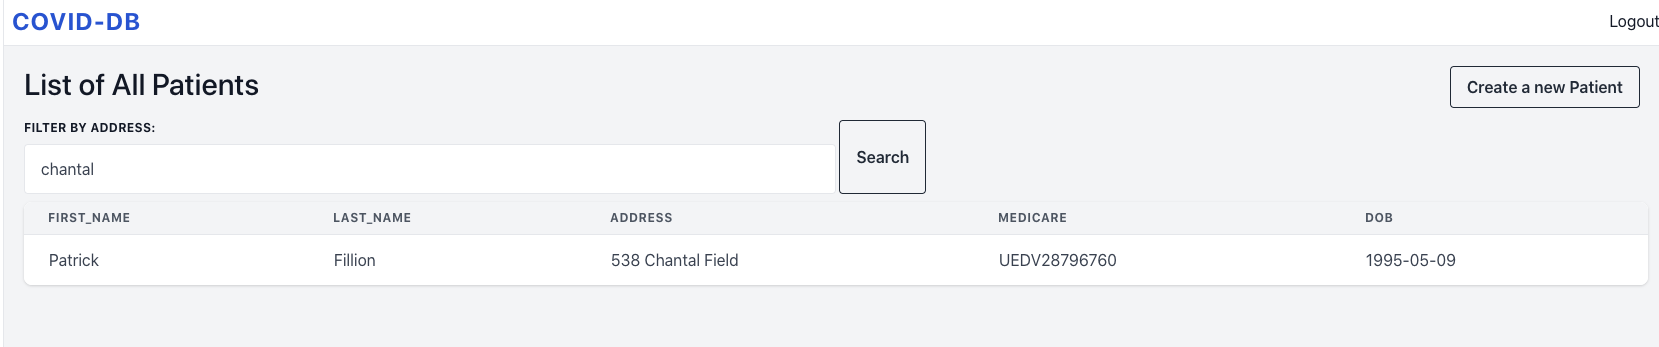 COVID-DB
Logout
List of All Patients
Create a new Patient
FILTER BY ADDRESS:
chantal
Search
FIRST_NAME LAST_NAME ADDRESS MEDICARE DOB
Patrick Fillion 538 Chantal Field UEDV28796760 1995-05-09